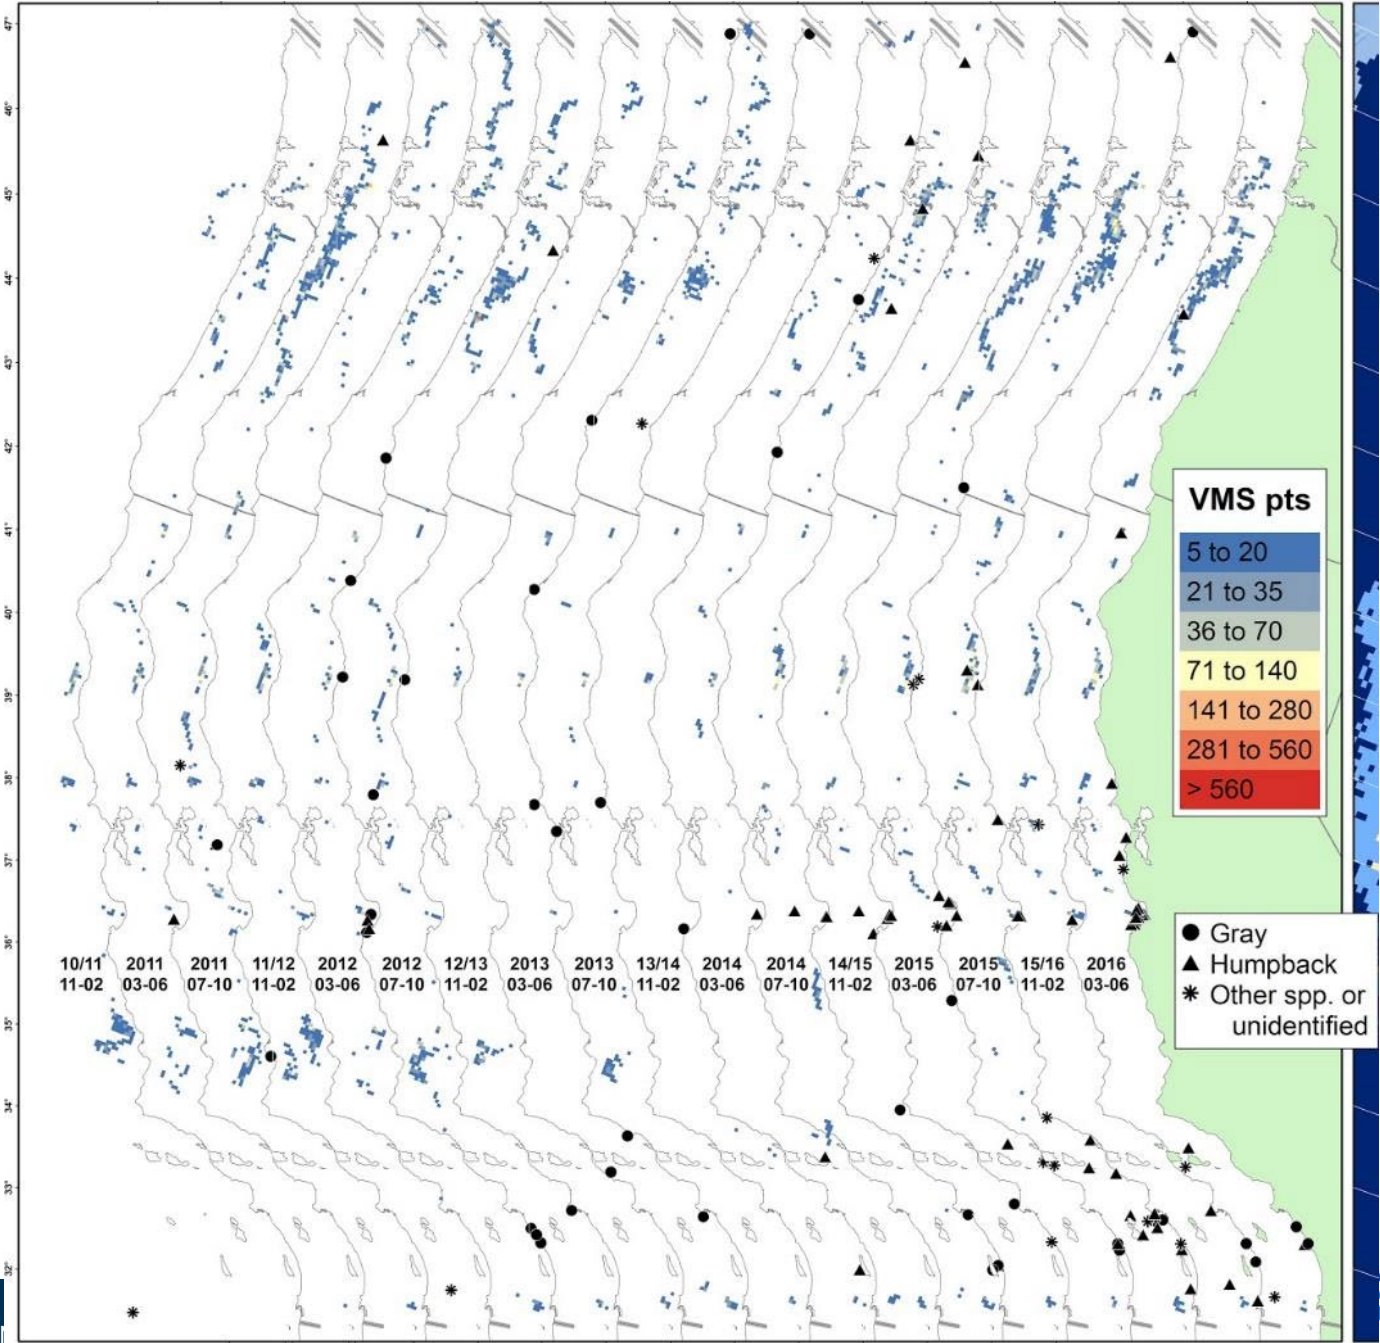 47°
46°
45°
44°
43°
42°
41°
40°
39°
38°
37°
36°
35°
34°
33°
32°
VMS pts
5 to 20
21 to 35
36 to 70
71 to 140
141 to 280
281 to 560
> 560
Gray
Humpback
Other spp. or
unidentified
10/11 2011 2011 11/12 2012 2012 12/13 2013 2013 13/14 2014 2014 14/15 2015 2015 15/16 2016
11-02 03-06 07-10 11-02 03-06 07-10 11-02 03-06 07-10 11-02 03-06 07-10 11-02 03-06 07-10 11-02 03-06